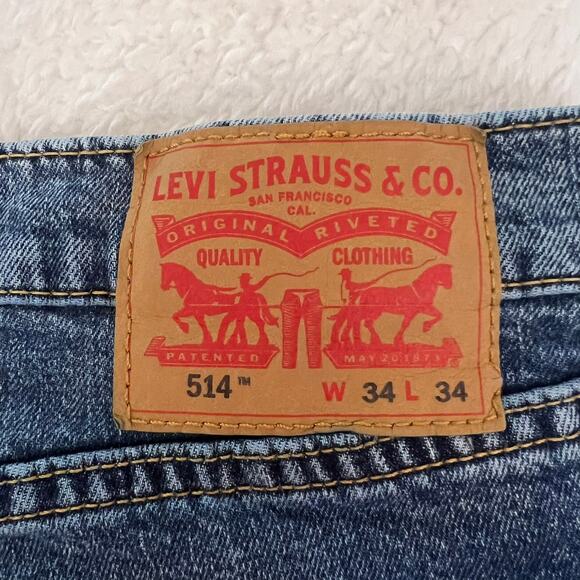 LEVI STRAUSS & CO.
SAN FRANCISCO
CAL.
ORIGINAL RIVETED
QUALITY CLOTHING
PATENTED MAY 20 1873
514™ W 34 L 34